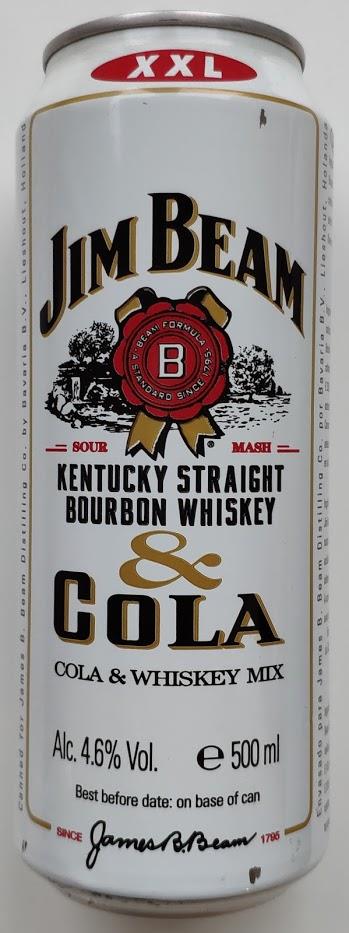 XXL
JIM BEAM
BEAM FORMULA
B
A STANDARD SINCE 1795
®
SOUR MASH
KENTUCKY STRAIGHT
BOURBON WHISKEY
&
COLA
COLA & WHISKEY MIX
Alc. 4.6% Vol. e 500 ml
Best before date: on base of can
SINCE James B. Beam 1795
Canned for James B. Beam Distilling Co. by Bavaria B.V., Lieshout, Holland
Envasado para James B. Beam Distilling Co. por Bavaria B.V., Lieshout, Holanda